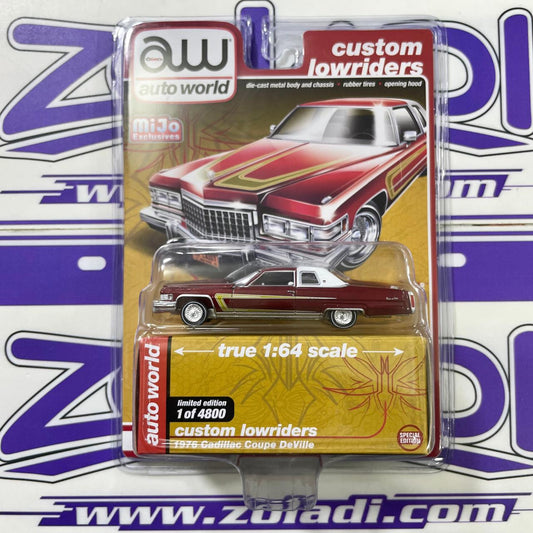 ZOLADI
aw
auto world
custom
lowriders
die-cast metal body and chassis · rubber tires · opening hood
MiJo
Exclusives
www.zoladi.com
true 1:64 scale
auto world
limited edition
1 of 4800
custom lowriders
1976 Cadillac Coupe DeVille
SPECIAL EDITION
www.zoladi.com